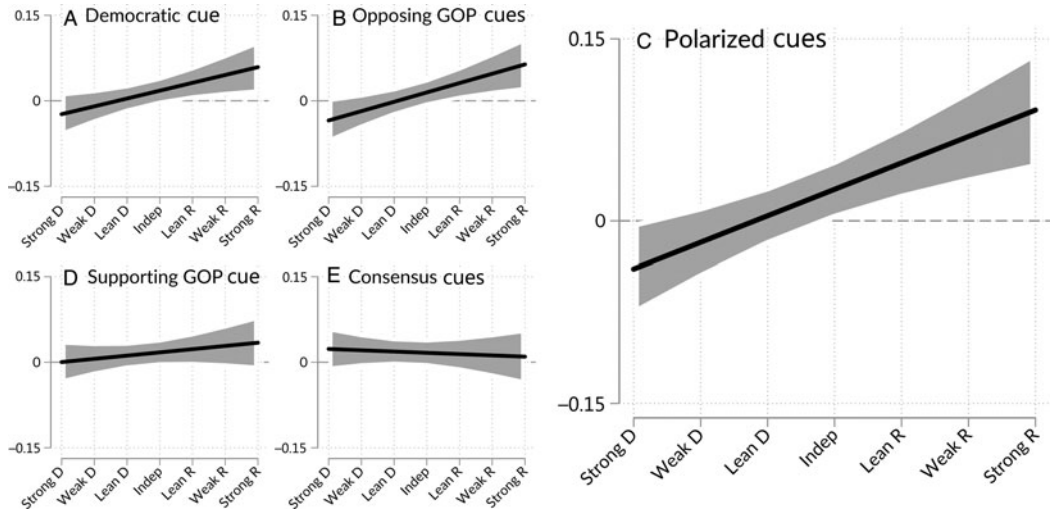 A Democratic cue
0.15
0
−0.15
Strong D
Weak D
Lean D
Indep
Lean R
Weak R
Strong R
B Opposing GOP cues
0.15
0
−0.15
Strong D
Weak D
Lean D
Indep
Lean R
Weak R
Strong R
C Polarized cues
0.15
0
−0.15
Strong D
Weak D
Lean D
Indep
Lean R
Weak R
Strong R
D Supporting GOP cue
0.15
0
−0.15
Strong D
Weak D
Lean D
Indep
Lean R
Weak R
Strong R
E Consensus cues
0.15
0
−0.15
Strong D
Weak D
Lean D
Indep
Lean R
Weak R
Strong R